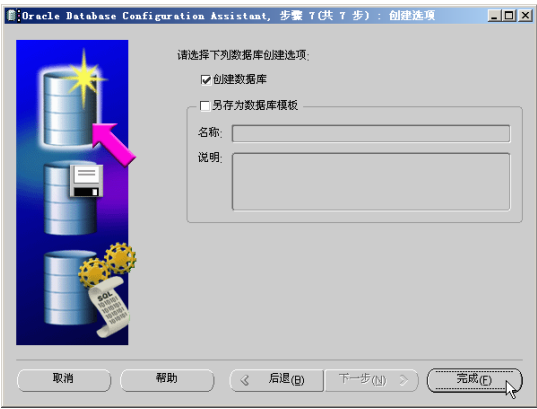 Oracle Database Configuration Assistant, 步骤 7(共 7 步) : 创建选项
请选择下列数据库创建选项:
创建数据库
另存为数据库模板
名称:
说明:
SQL
取消
帮助
后退(B)
下一步(N)
完成(F)